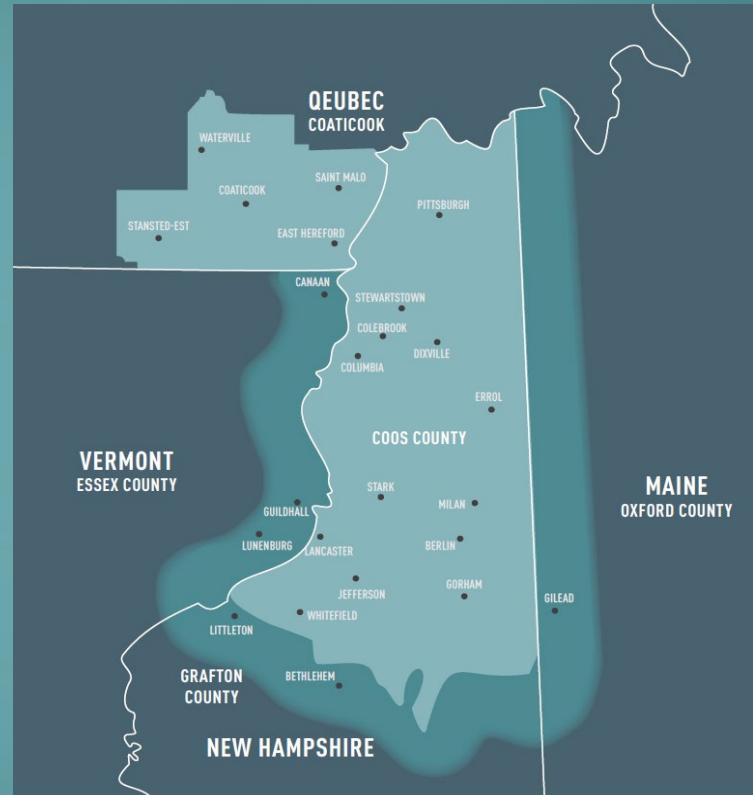 QEUBEC
COATICOOK
WATERVILLE
SAINT MALO
COATICOOK
PITTSBURGH
STANSTED-EST
EAST HEREFORD
CANAAN
STEWARTSTOWN
COLEBROOK
DIXVILLE
COLUMBIA
ERROL
COOS COUNTY
VERMONT
ESSEX COUNTY
MAINE
OXFORD COUNTY
STARK
MILAN
GUILDHALL
LUNENBURG
LANCASTER
BERLIN
JEFFERSON
GORHAM
GILEAD
WHITEFIELD
LITTLETON
GRAFTON
COUNTY
BETHLEHEM
NEW HAMPSHIRE